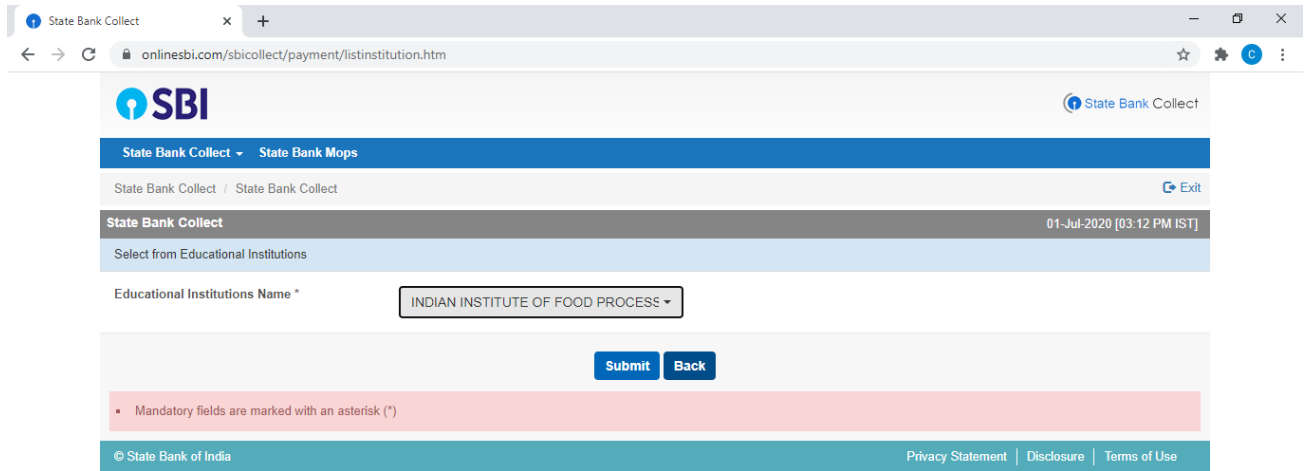 State Bank Collect
onlinesbi.com/sbicollect/payment/listinstitution.htm
C
SBI
State Bank Collect
State Bank Collect State Bank Mops
State Bank Collect / State Bank Collect
Exit
State Bank Collect
01-Jul-2020 [03:12 PM IST]
Select from Educational Institutions
Educational Institutions Name *
INDIAN INSTITUTE OF FOOD PROCESS
Submit Back
Mandatory fields are marked with an asterisk (*)
© State Bank of India
Privacy Statement | Disclosure | Terms of Use